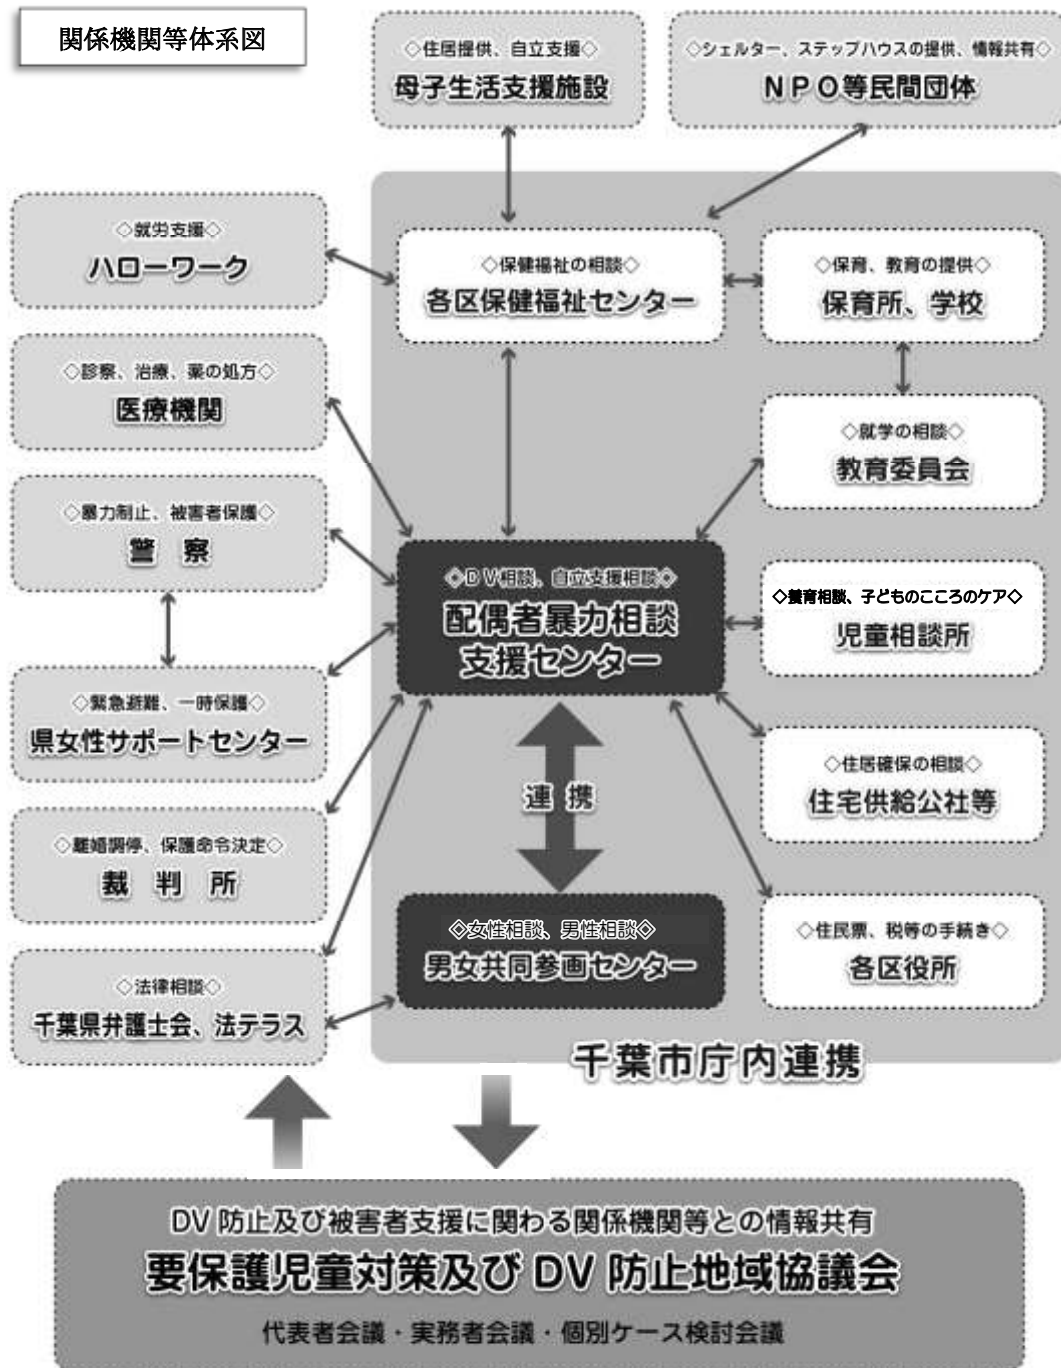 関係機関等体系図
◇住居提供、自立支援◇
母子生活支援施設
◇シェルター、ステップハウスの提供、情報共有◇
NPO等民間団体
◇就労支援◇
ハローワーク
◇保健福祉の相談◇
各区保健福祉センター
◇保育、教育の提供◇
保育所、学校
◇診察、治療、薬の処方◇
医療機関
◇就学の相談◇
教育委員会
◇暴力制止、被害者保護◇
警 察
◇DV相談、自立支援相談◇
配偶者暴力相談
支援センター
◇養育相談、子どものこころのケア◇
児童相談所
◇緊急避難、一時保護◇
県女性サポートセンター
連 携
◇住居確保の相談◇
住宅供給公社等
◇離婚調停、保護命令決定◇
裁 判 所
◇女性相談、男性相談◇
男女共同参画センター
◇住民票、税等の手続き◇
各区役所
◇法律相談◇
千葉県弁護士会、法テラス
千葉市庁内連携
DV 防止及び被害者支援に関わる関係機関等との情報共有
要保護児童対策及び DV 防止地域協議会
代表者会議・実務者会議・個別ケース検討会議